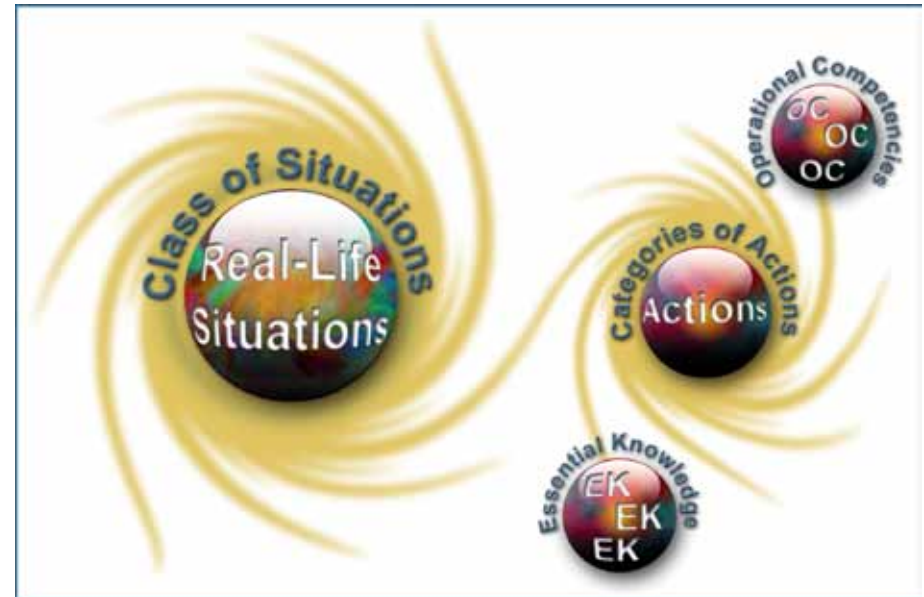 Class of Situations
Real-Life
Situations
Operational Competencies
OC
OC
OC
Categories of Actions
Actions
Essential Knowledge
EK
EK
EK